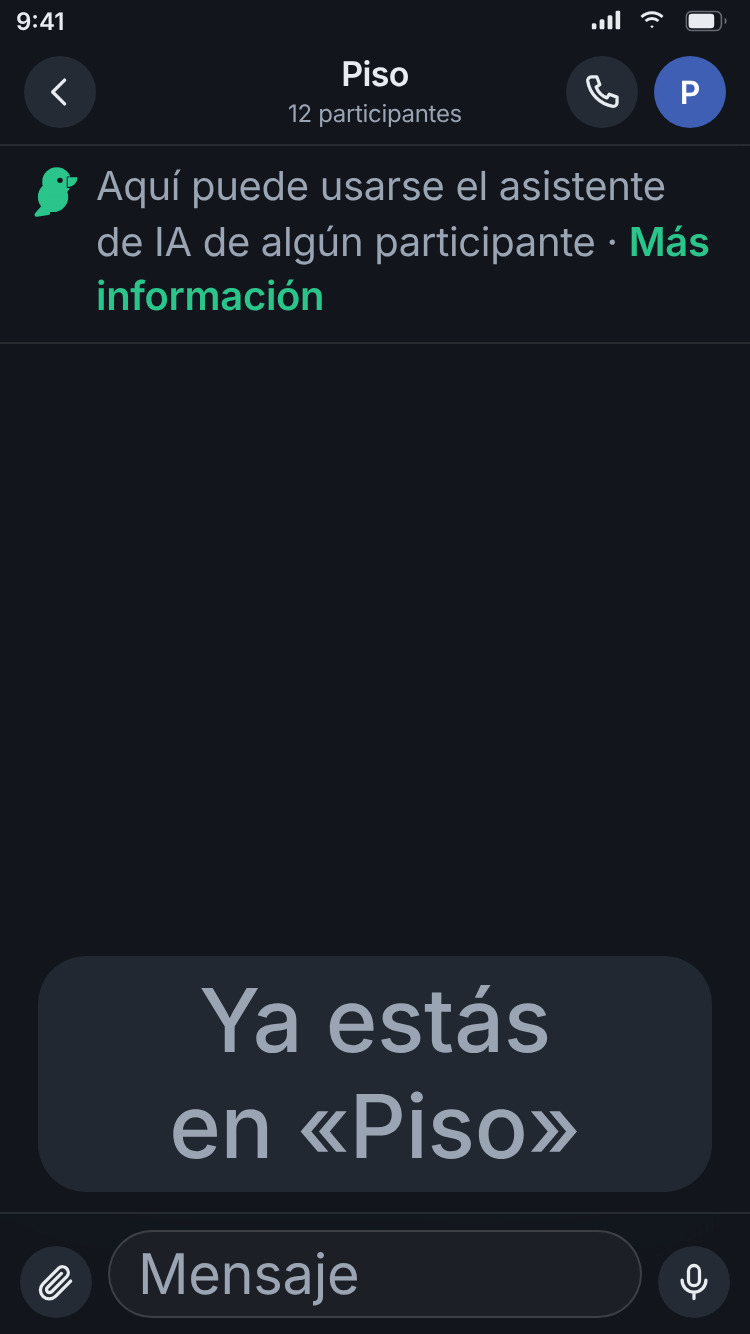 9:41
Piso
12 participantes
P
Aquí puede usarse el asistente
de IA de algún participante · Más
información
Ya estás
en «Piso»
Mensaje